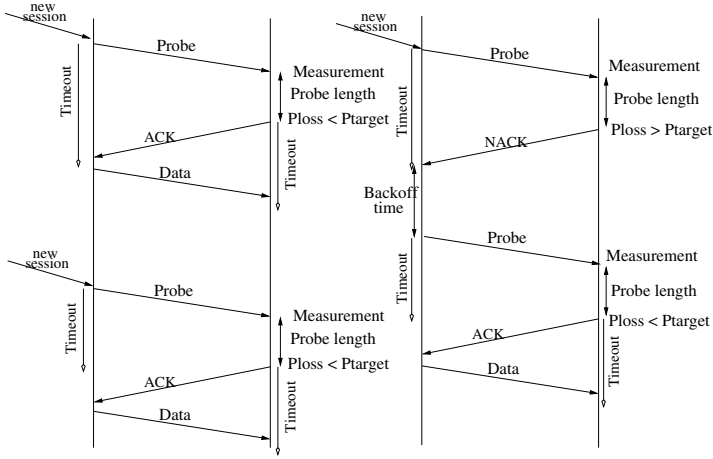 new
session
Probe
Timeout
Measurement
Probe length
Ploss < Ptarget
ACK
Timeout
Data
new
session
Probe
Timeout
Measurement
Probe length
Ploss < Ptarget
ACK
Timeout
Data
new
session
Probe
Timeout
Measurement
Probe length
Ploss > Ptarget
NACK
Backoff
time
Probe
Timeout
Measurement
Probe length
Ploss < Ptarget
ACK
Timeout
Data